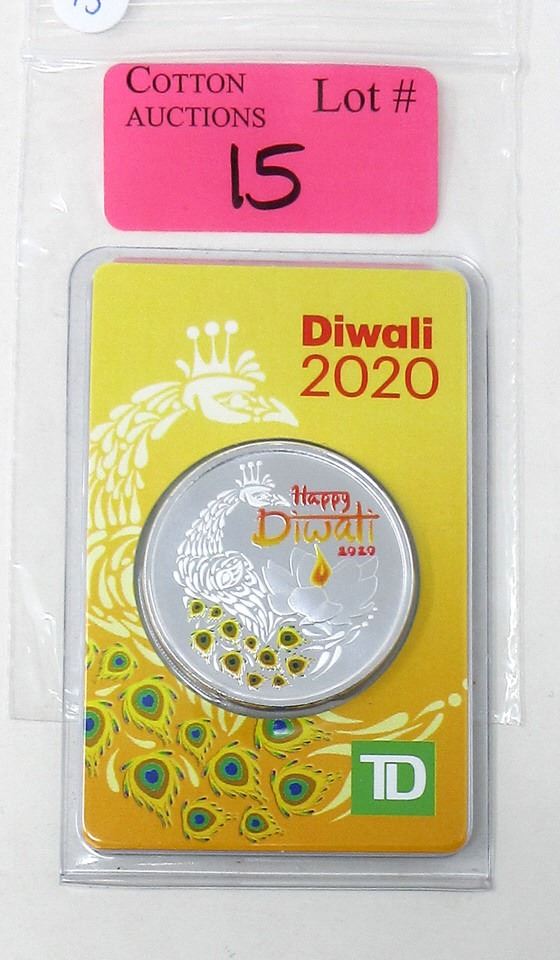 COTTON
AUCTIONS
Lot #
15
Diwali
2020
Happy
Diwali
2020
TD